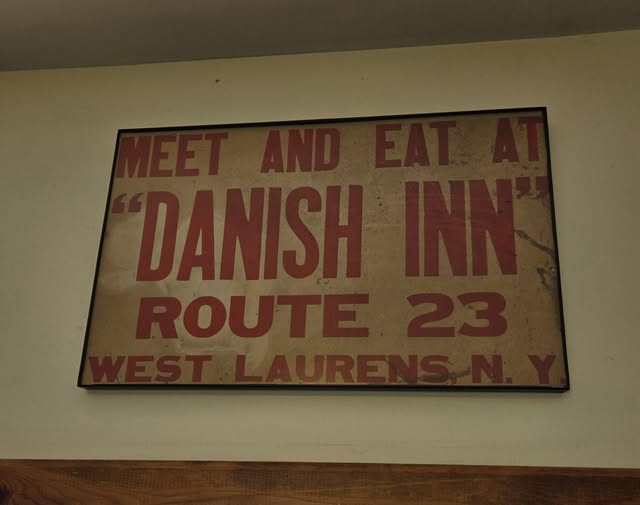 MEET AND EAT AT
“DANISH INN”
ROUTE 23
WEST LAURENS, N. Y.